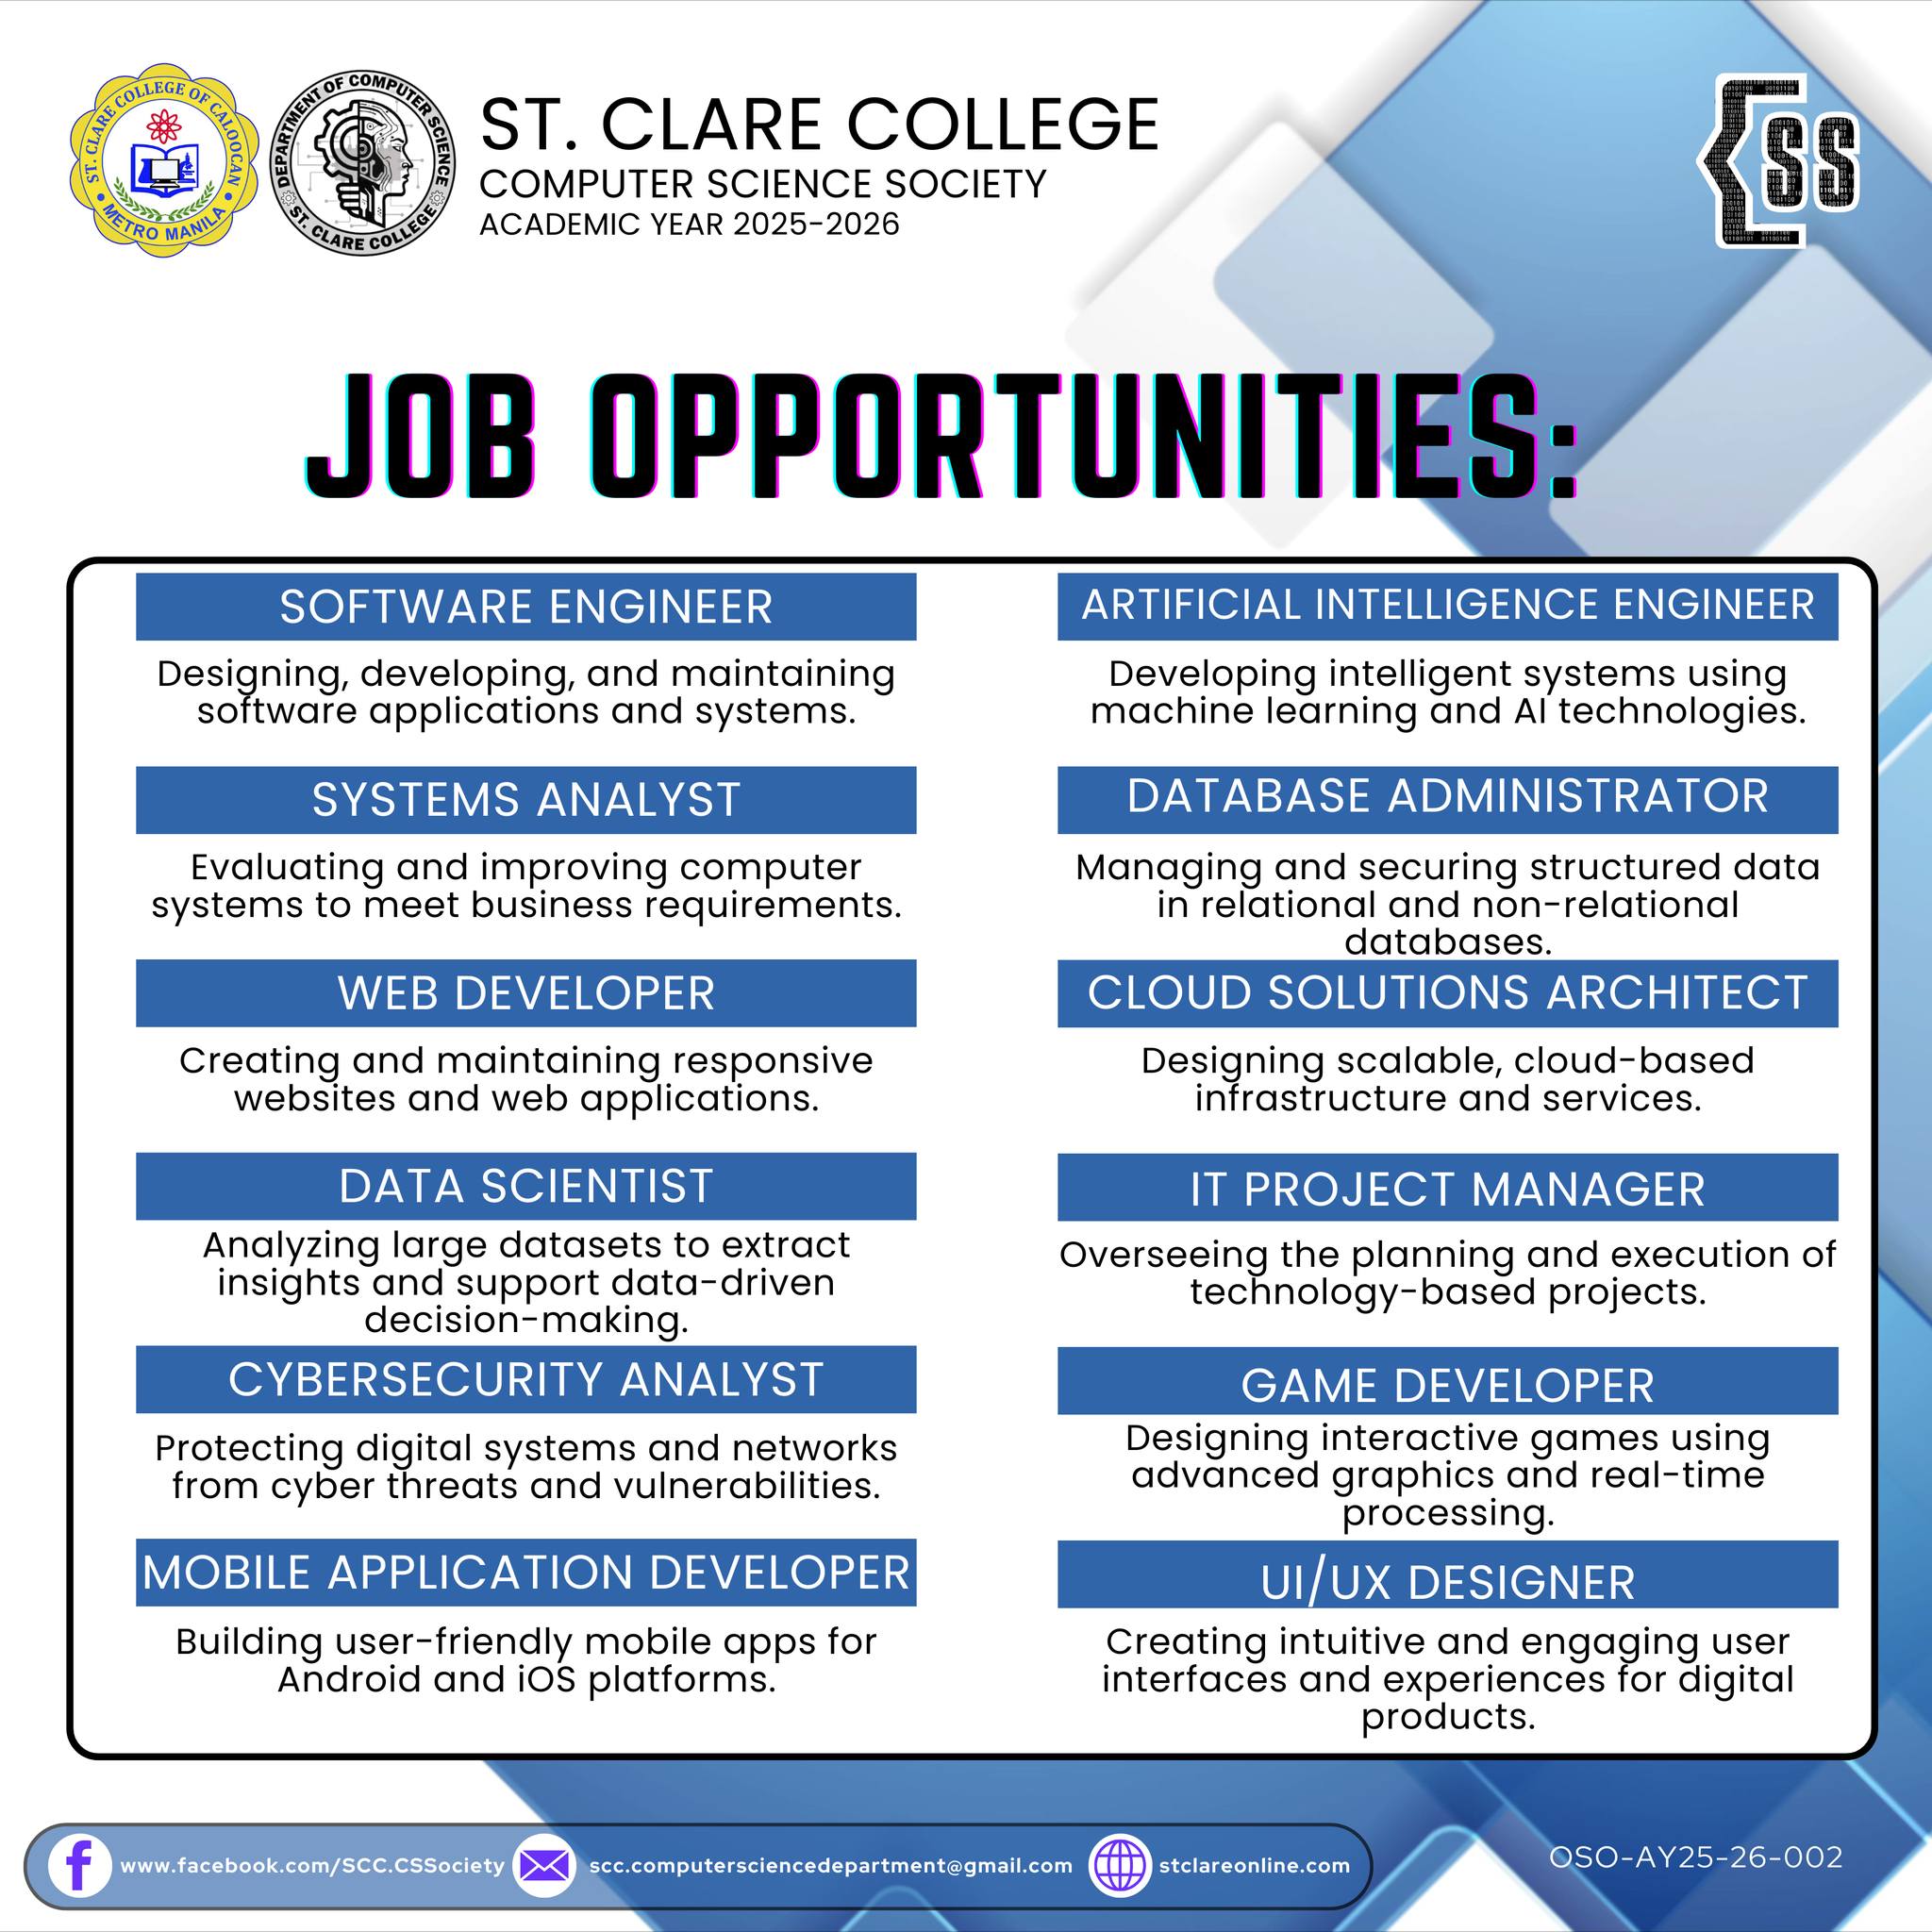 ST. CLARE COLLEGE OF CALOOCAN
METRO MANILA
DEPARTMENT OF COMPUTER SCIENCE
ST. CLARE COLLEGE
ST. CLARE COLLEGE
COMPUTER SCIENCE SOCIETY
ACADEMIC YEAR 2025-2026
CSS
JOB OPPORTUNITIES:
SOFTWARE ENGINEER
Designing, developing, and maintaining
software applications and systems.
SYSTEMS ANALYST
Evaluating and improving computer
systems to meet business requirements.
WEB DEVELOPER
Creating and maintaining responsive
websites and web applications.
DATA SCIENTIST
Analyzing large datasets to extract
insights and support data-driven
decision-making.
CYBERSECURITY ANALYST
Protecting digital systems and networks
from cyber threats and vulnerabilities.
MOBILE APPLICATION DEVELOPER
Building user-friendly mobile apps for
Android and iOS platforms.
ARTIFICIAL INTELLIGENCE ENGINEER
Developing intelligent systems using
machine learning and AI technologies.
DATABASE ADMINISTRATOR
Managing and securing structured data
in relational and non-relational
databases.
CLOUD SOLUTIONS ARCHITECT
Designing scalable, cloud-based
infrastructure and services.
IT PROJECT MANAGER
Overseeing the planning and execution of
technology-based projects.
GAME DEVELOPER
Designing interactive games using
advanced graphics and real-time
processing.
UI/UX DESIGNER
Creating intuitive and engaging user
interfaces and experiences for digital
products.
www.facebook.com/SCC.CSSociety
scc.computersciencedepartment@gmail.com
stclareonline.com
OSO-AY25-26-002